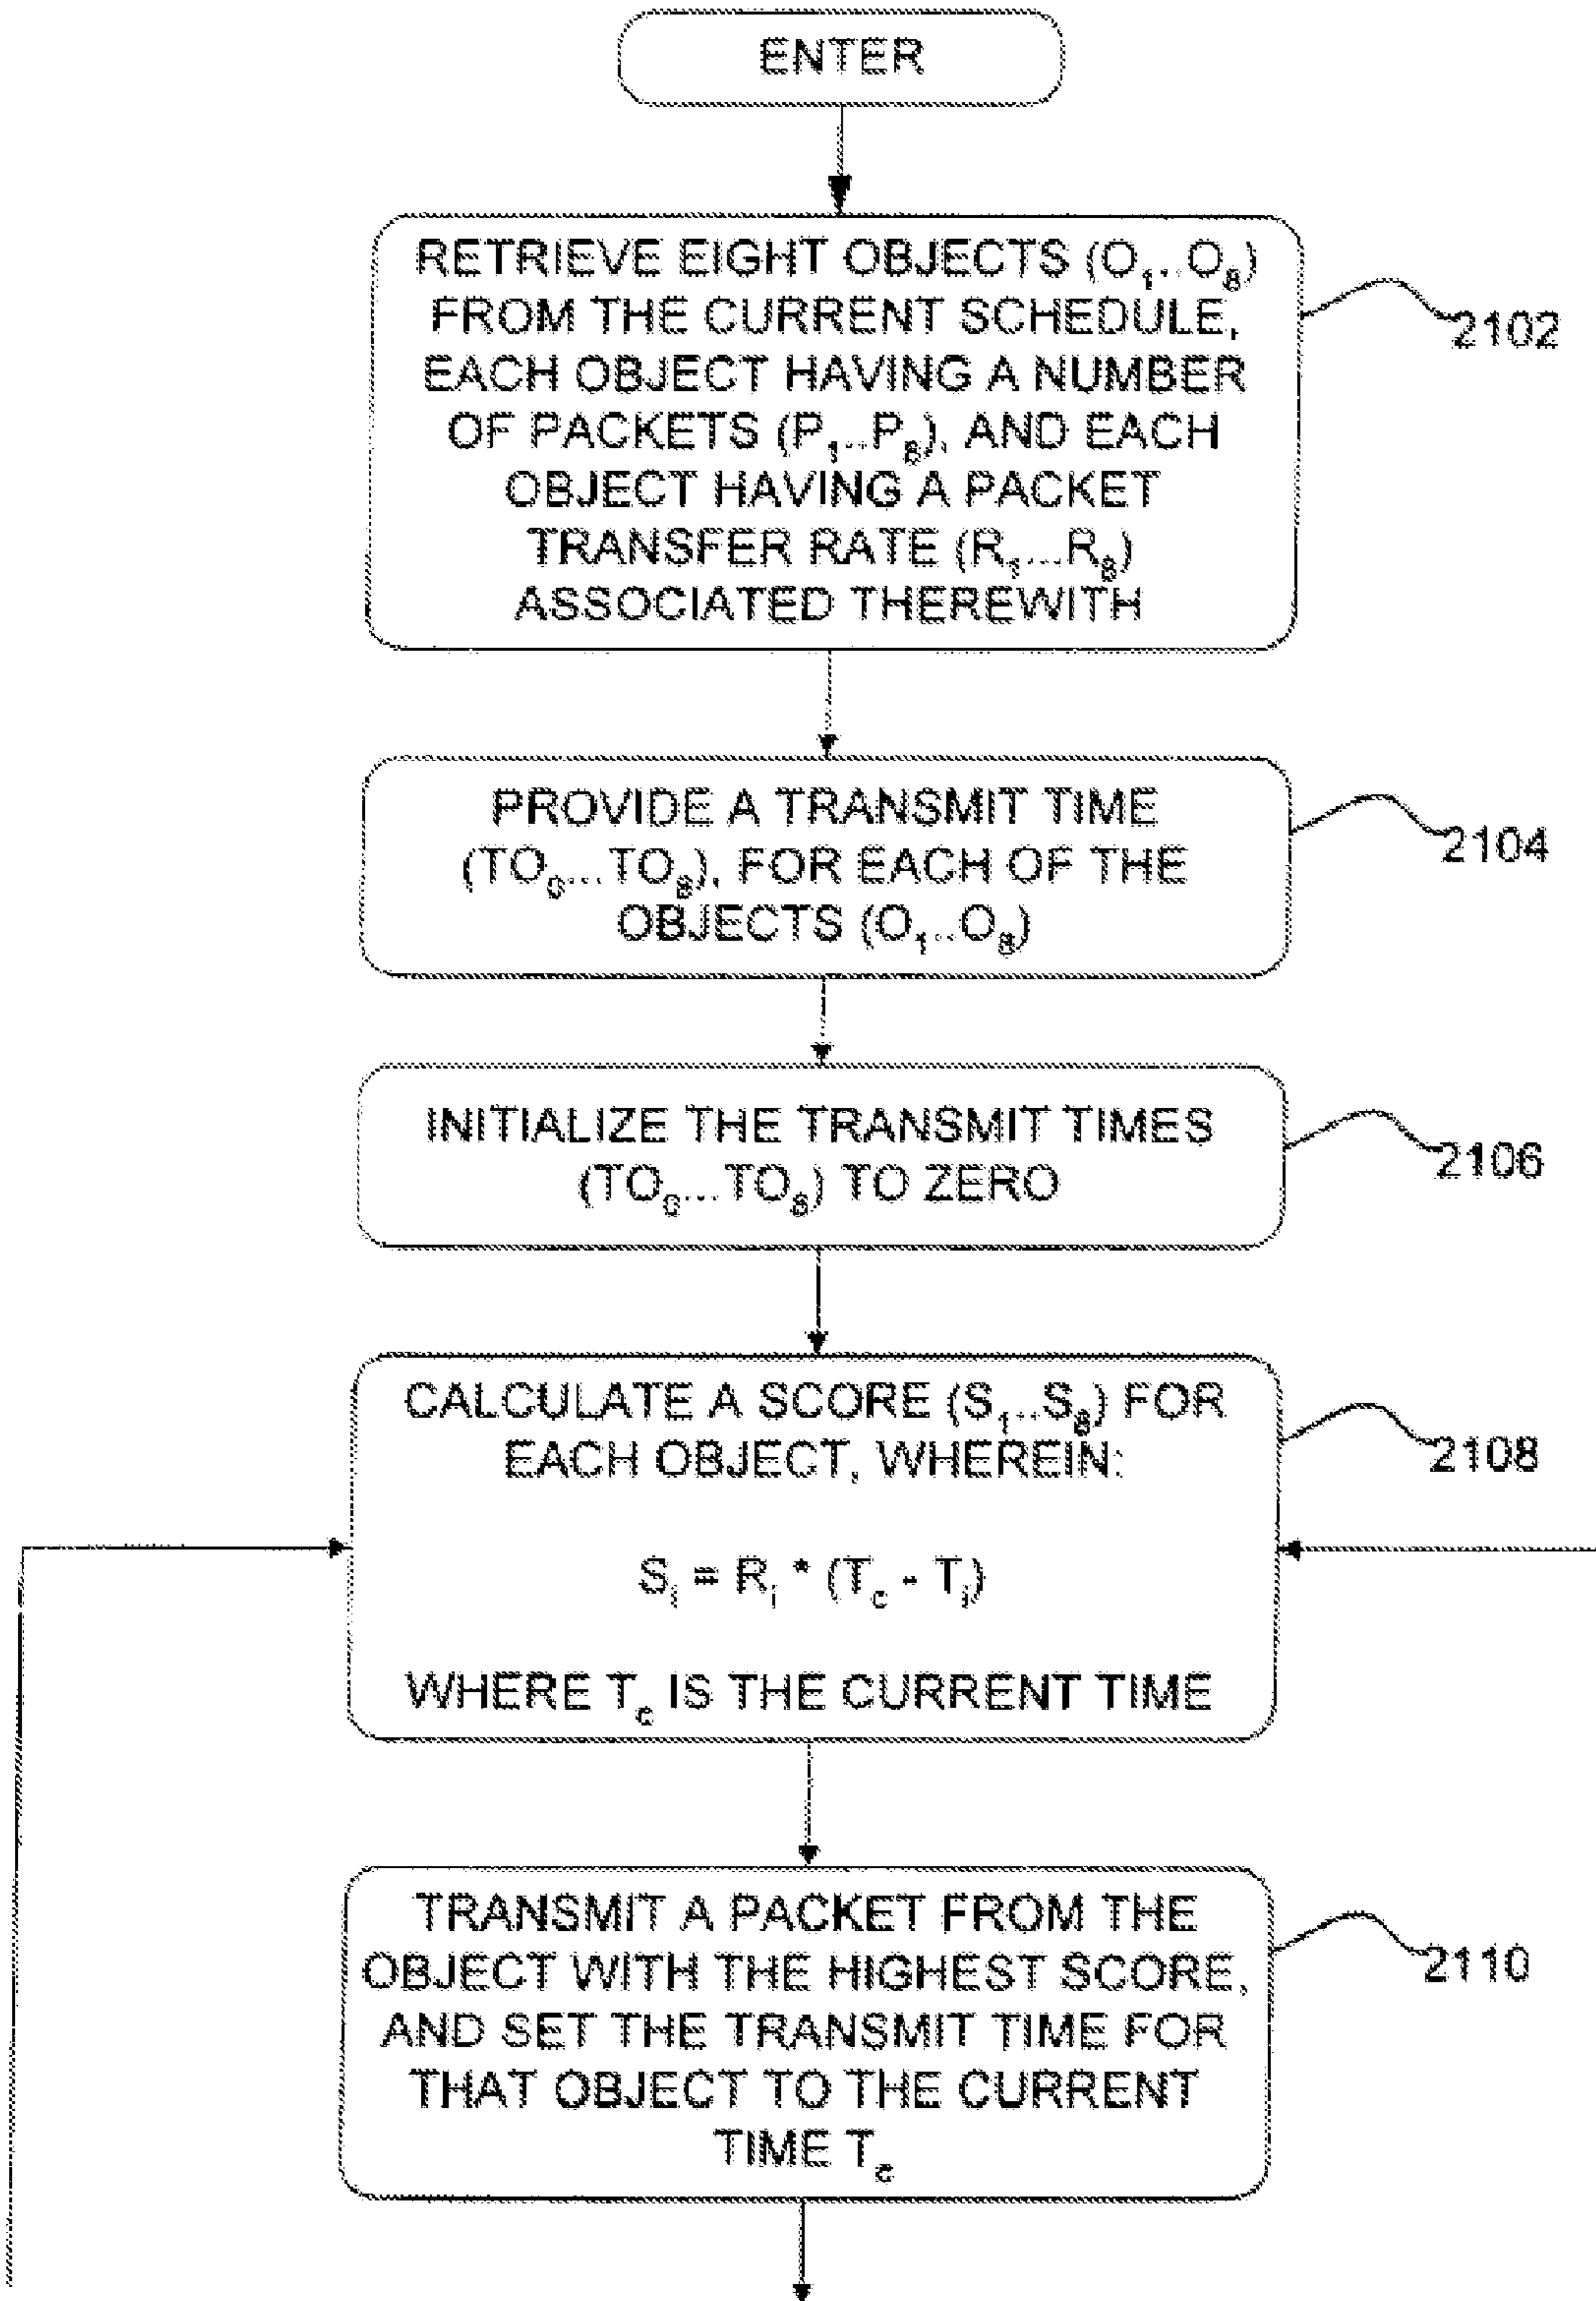 ENTER
RETRIEVE EIGHT OBJECTS (O₁..O₈)
FROM THE CURRENT SCHEDULE,
EACH OBJECT HAVING A NUMBER
OF PACKETS (P₁..P₈), AND EACH
OBJECT HAVING A PACKET
TRANSFER RATE (R₁...R₈)
ASSOCIATED THEREWITH
2102
PROVIDE A TRANSMIT TIME
(TO₀...TO₈), FOR EACH OF THE
OBJECTS (O₁..O₈)
2104
INITIALIZE THE TRANSMIT TIMES
(TO₀...TO₈) TO ZERO
2106
CALCULATE A SCORE (S₁..S₈) FOR
EACH OBJECT, WHEREIN:
Sᵢ = Rᵢ * (T_c - Tᵢ)
WHERE T_c IS THE CURRENT TIME
2108
TRANSMIT A PACKET FROM THE
OBJECT WITH THE HIGHEST SCORE,
AND SET THE TRANSMIT TIME FOR
THAT OBJECT TO THE CURRENT
TIME T_c
2110